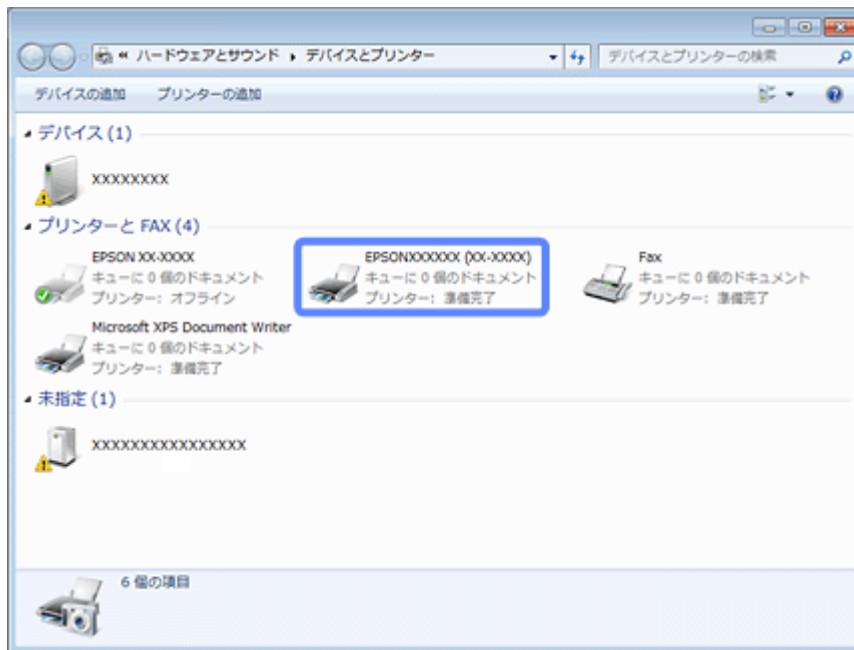 « ハードウェアとサウンド ▸ デバイスとプリンター
デバイスとプリンターの検索
デバイスの追加 プリンターの追加
デバイス (1)
XXXXXXXX
プリンターと FAX (4)
EPSON XX-XXXX
キューに 0 個のドキュメント
プリンター: オフライン
EPSONXXXXXX (XX-XXXX)
キューに 0 個のドキュメント
プリンター: 準備完了
Fax
キューに 0 個のドキュメント
プリンター: 準備完了
Microsoft XPS Document Writer
キューに 0 個のドキュメント
プリンター: 準備完了
未指定 (1)
XXXXXXXXXXXXXXXX
6 個の項目